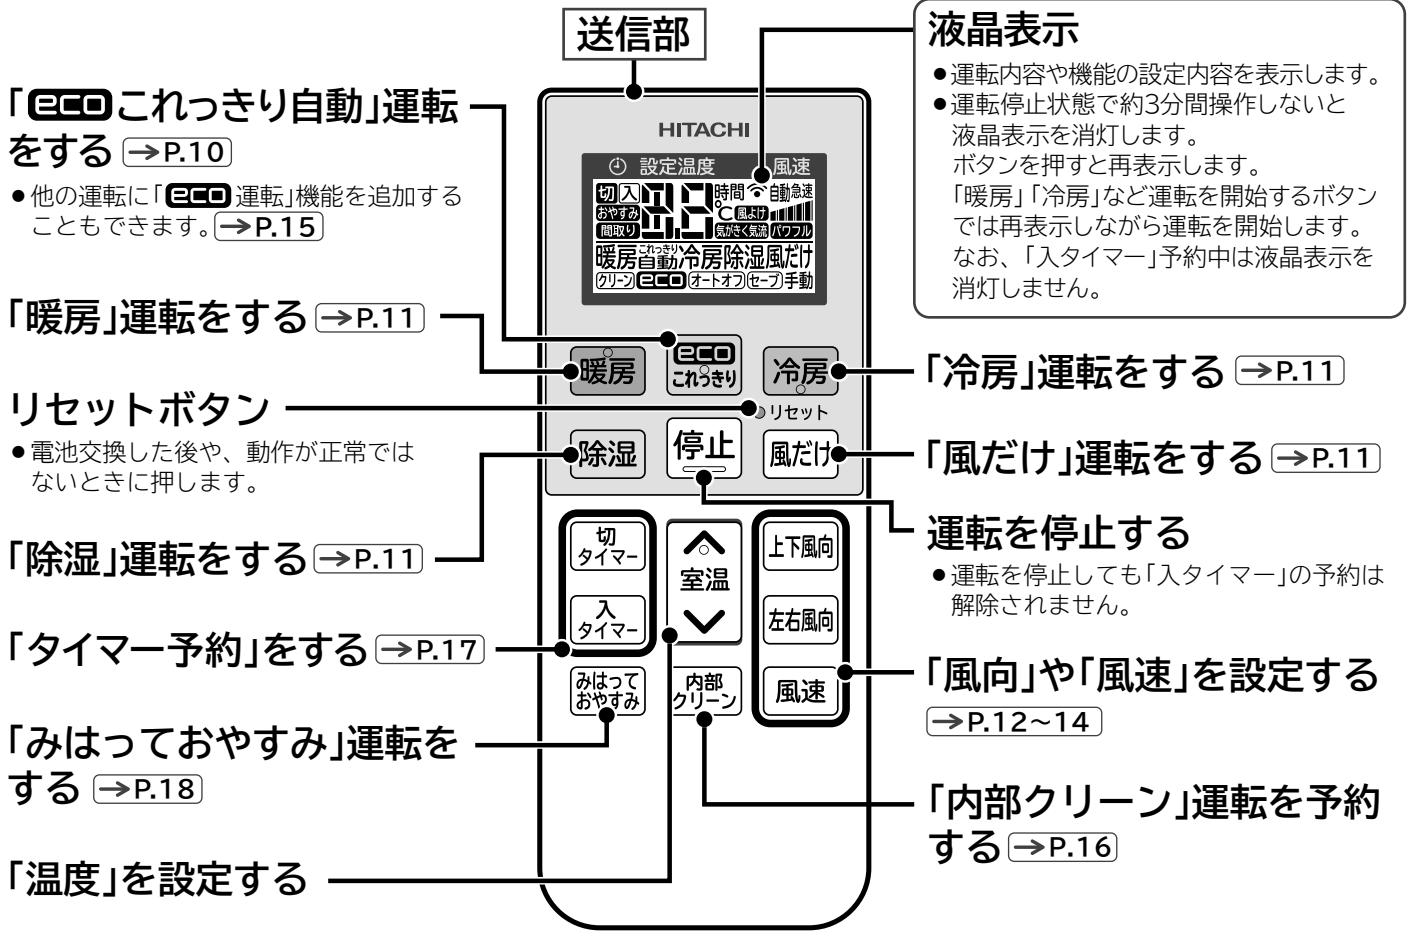 送信部
「ecoこれっきり自動」運転
をする →P.10
●他の運転に「eco運転」機能を追加する
こともできます。→P.15
「暖房」運転をする →P.11
リセットボタン
●電池交換した後や、動作が正常では
ないときに押します。
「除湿」運転をする →P.11
「タイマー予約」をする →P.17
「みはっておやすみ」運転を
する →P.18
「温度」を設定する
HITACHI
設定温度 風速
切 入 8.8 時間 自動 急速
おやすみ ℃ 風よけ
間取り 気がきく気流 パワフル
暖房 これっきり自動 冷房 除湿 風だけ
クリーン eco オートオフ セーブ 手動
暖房
eco
これっきり
冷房
リセット
除湿
停止
風だけ
切
タイマー
入
タイマー
室温
上下風向
左右風向
風速
みはって
おやすみ
内部
クリーン
液晶表示
●運転内容や機能の設定内容を表示します。
●運転停止状態で約3分間操作しないと
液晶表示を消灯します。
ボタンを押すと再表示します。
「暖房」「冷房」など運転を開始するボタン
では再表示しながら運転を開始します。
なお、「入タイマー」予約中は液晶表示を
消灯しません。
「冷房」運転をする →P.11
「風だけ」運転をする →P.11
運転を停止する
●運転を停止しても「入タイマー」の予約は
解除されません。
「風向」や「風速」を設定する
→P.12～14
「内部クリーン」運転を予約
する →P.16